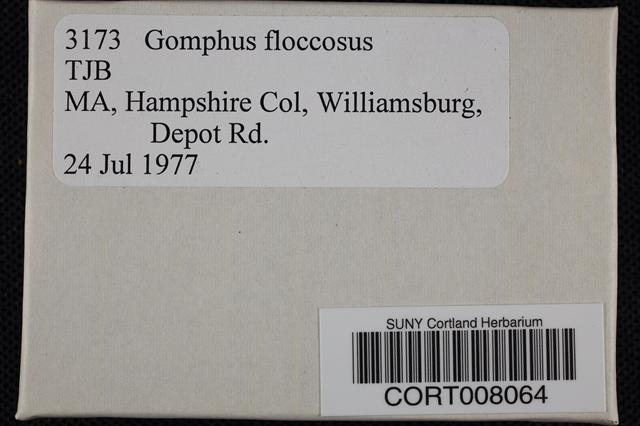 3173 Gomphus floccosus
TJB
MA, Hampshire Col, Williamsburg,
Depot Rd.
24 Jul 1977
SUNY Cortland Herbarium
CORT008064